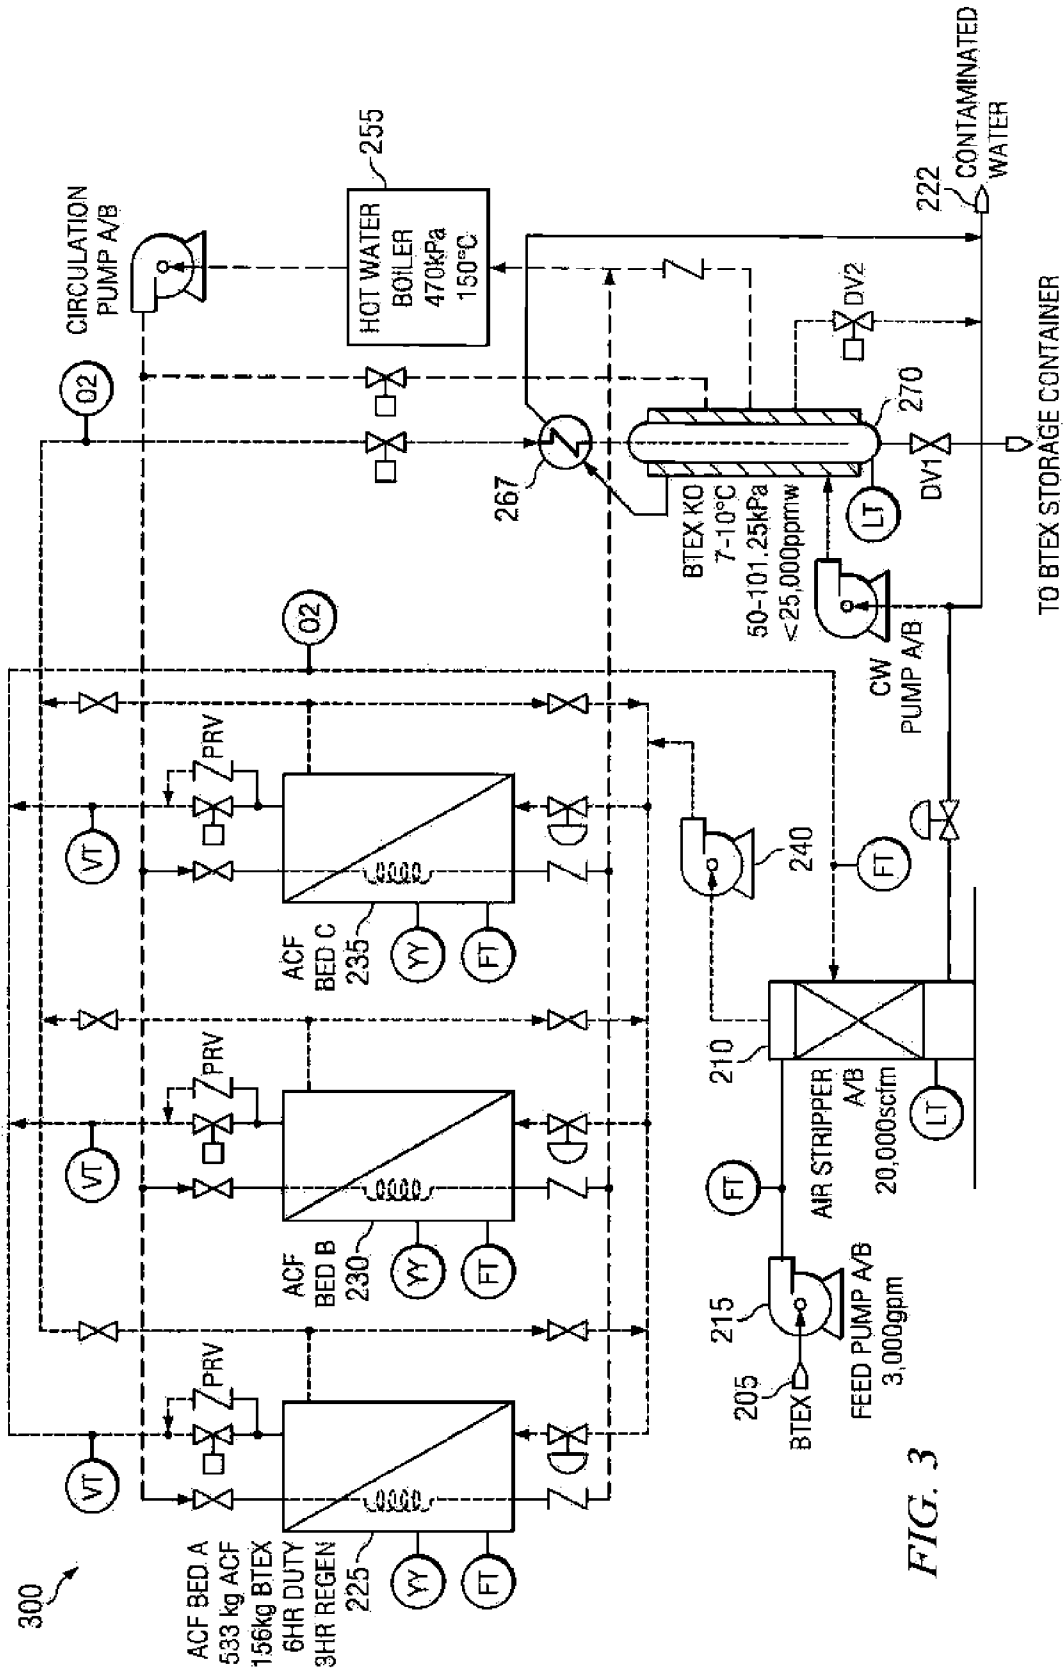 300
ACF BED A
533 kg ACF
156kg BTEX
6HR DUTY
3HR REGEN
225
VT
PRV
YY
FT
ACF
BED B
230
VT
PRV
YY
FT
ACF
BED C
235
VT
PRV
YY
FT
02
02
CIRCULATION
PUMP A/B
HOT WATER
BOILER
470kPa
150°C
255
267
BTEX KO
7-10°C
50-101.25kPa
<25,000ppmw
LT
270
DV1
DV2
CW
PUMP A/B
222
CONTAMINATED
WATER
TO BTEX STORAGE CONTAINER
240
FT
210
AIR STRIPPER
A/B
20,000scfm
LT
FT
215
205
BTEX
FEED PUMP A/B
3,000gpm
FIG. 3